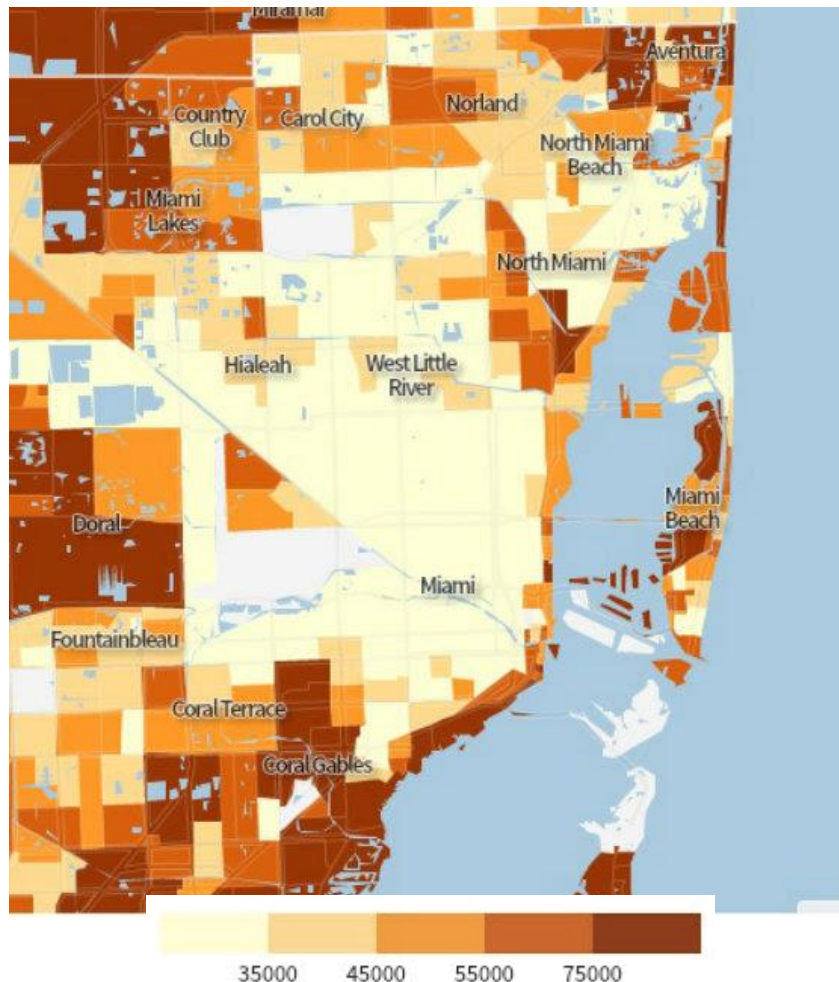 Miramar
Aventura
Country
Club
Carol City
Norland
North Miami
Beach
Miami
Lakes
North Miami
Hialeah
West Little
River
Miami
Beach
Doral
Miami
Fountainbleau
Coral Terrace
Coral Gables
35000 45000 55000 75000